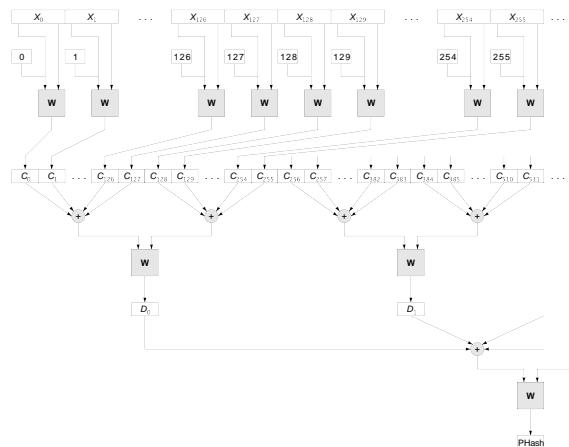 X0 X1 ... X126 X127 X128 X129 ... X254 X255 ...
0 1 126 127 128 129 254 255
W W W W W W W W
C0 C1 ... C126 C127 C128 C129 ... C254 C255 C256 C257 ... C382 C383 C384 C385 ... C510 C511 ...
+ + + +
W W
D0 D1
+
W
PHash